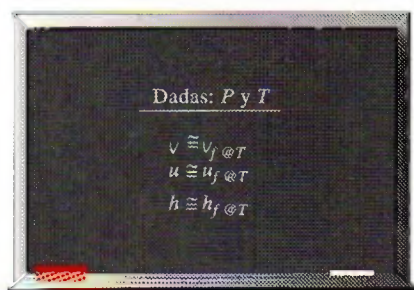 Dadas: P y T
v ≅ v_f @T
u ≅ u_f @T
h ≅ h_f @T